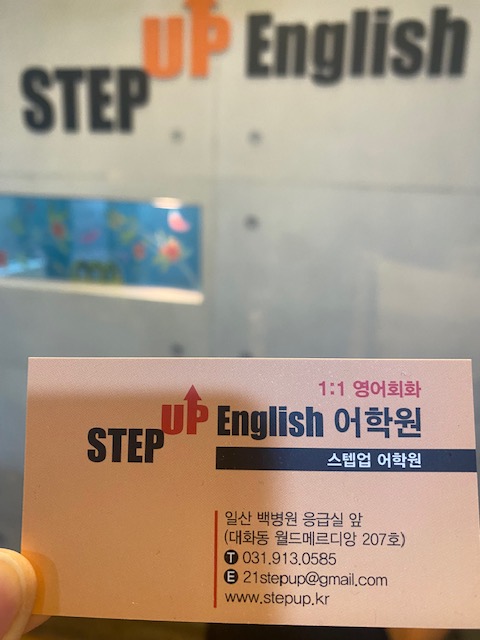 STEP UP English
1:1 영어회화
STEP UP English 어학원
스텝업 어학원
일산 백병원 응급실 앞
(대화동 월드메르디앙 207호)
T 031.913.0585
E 21stepup@gmail.com
www.stepup.kr